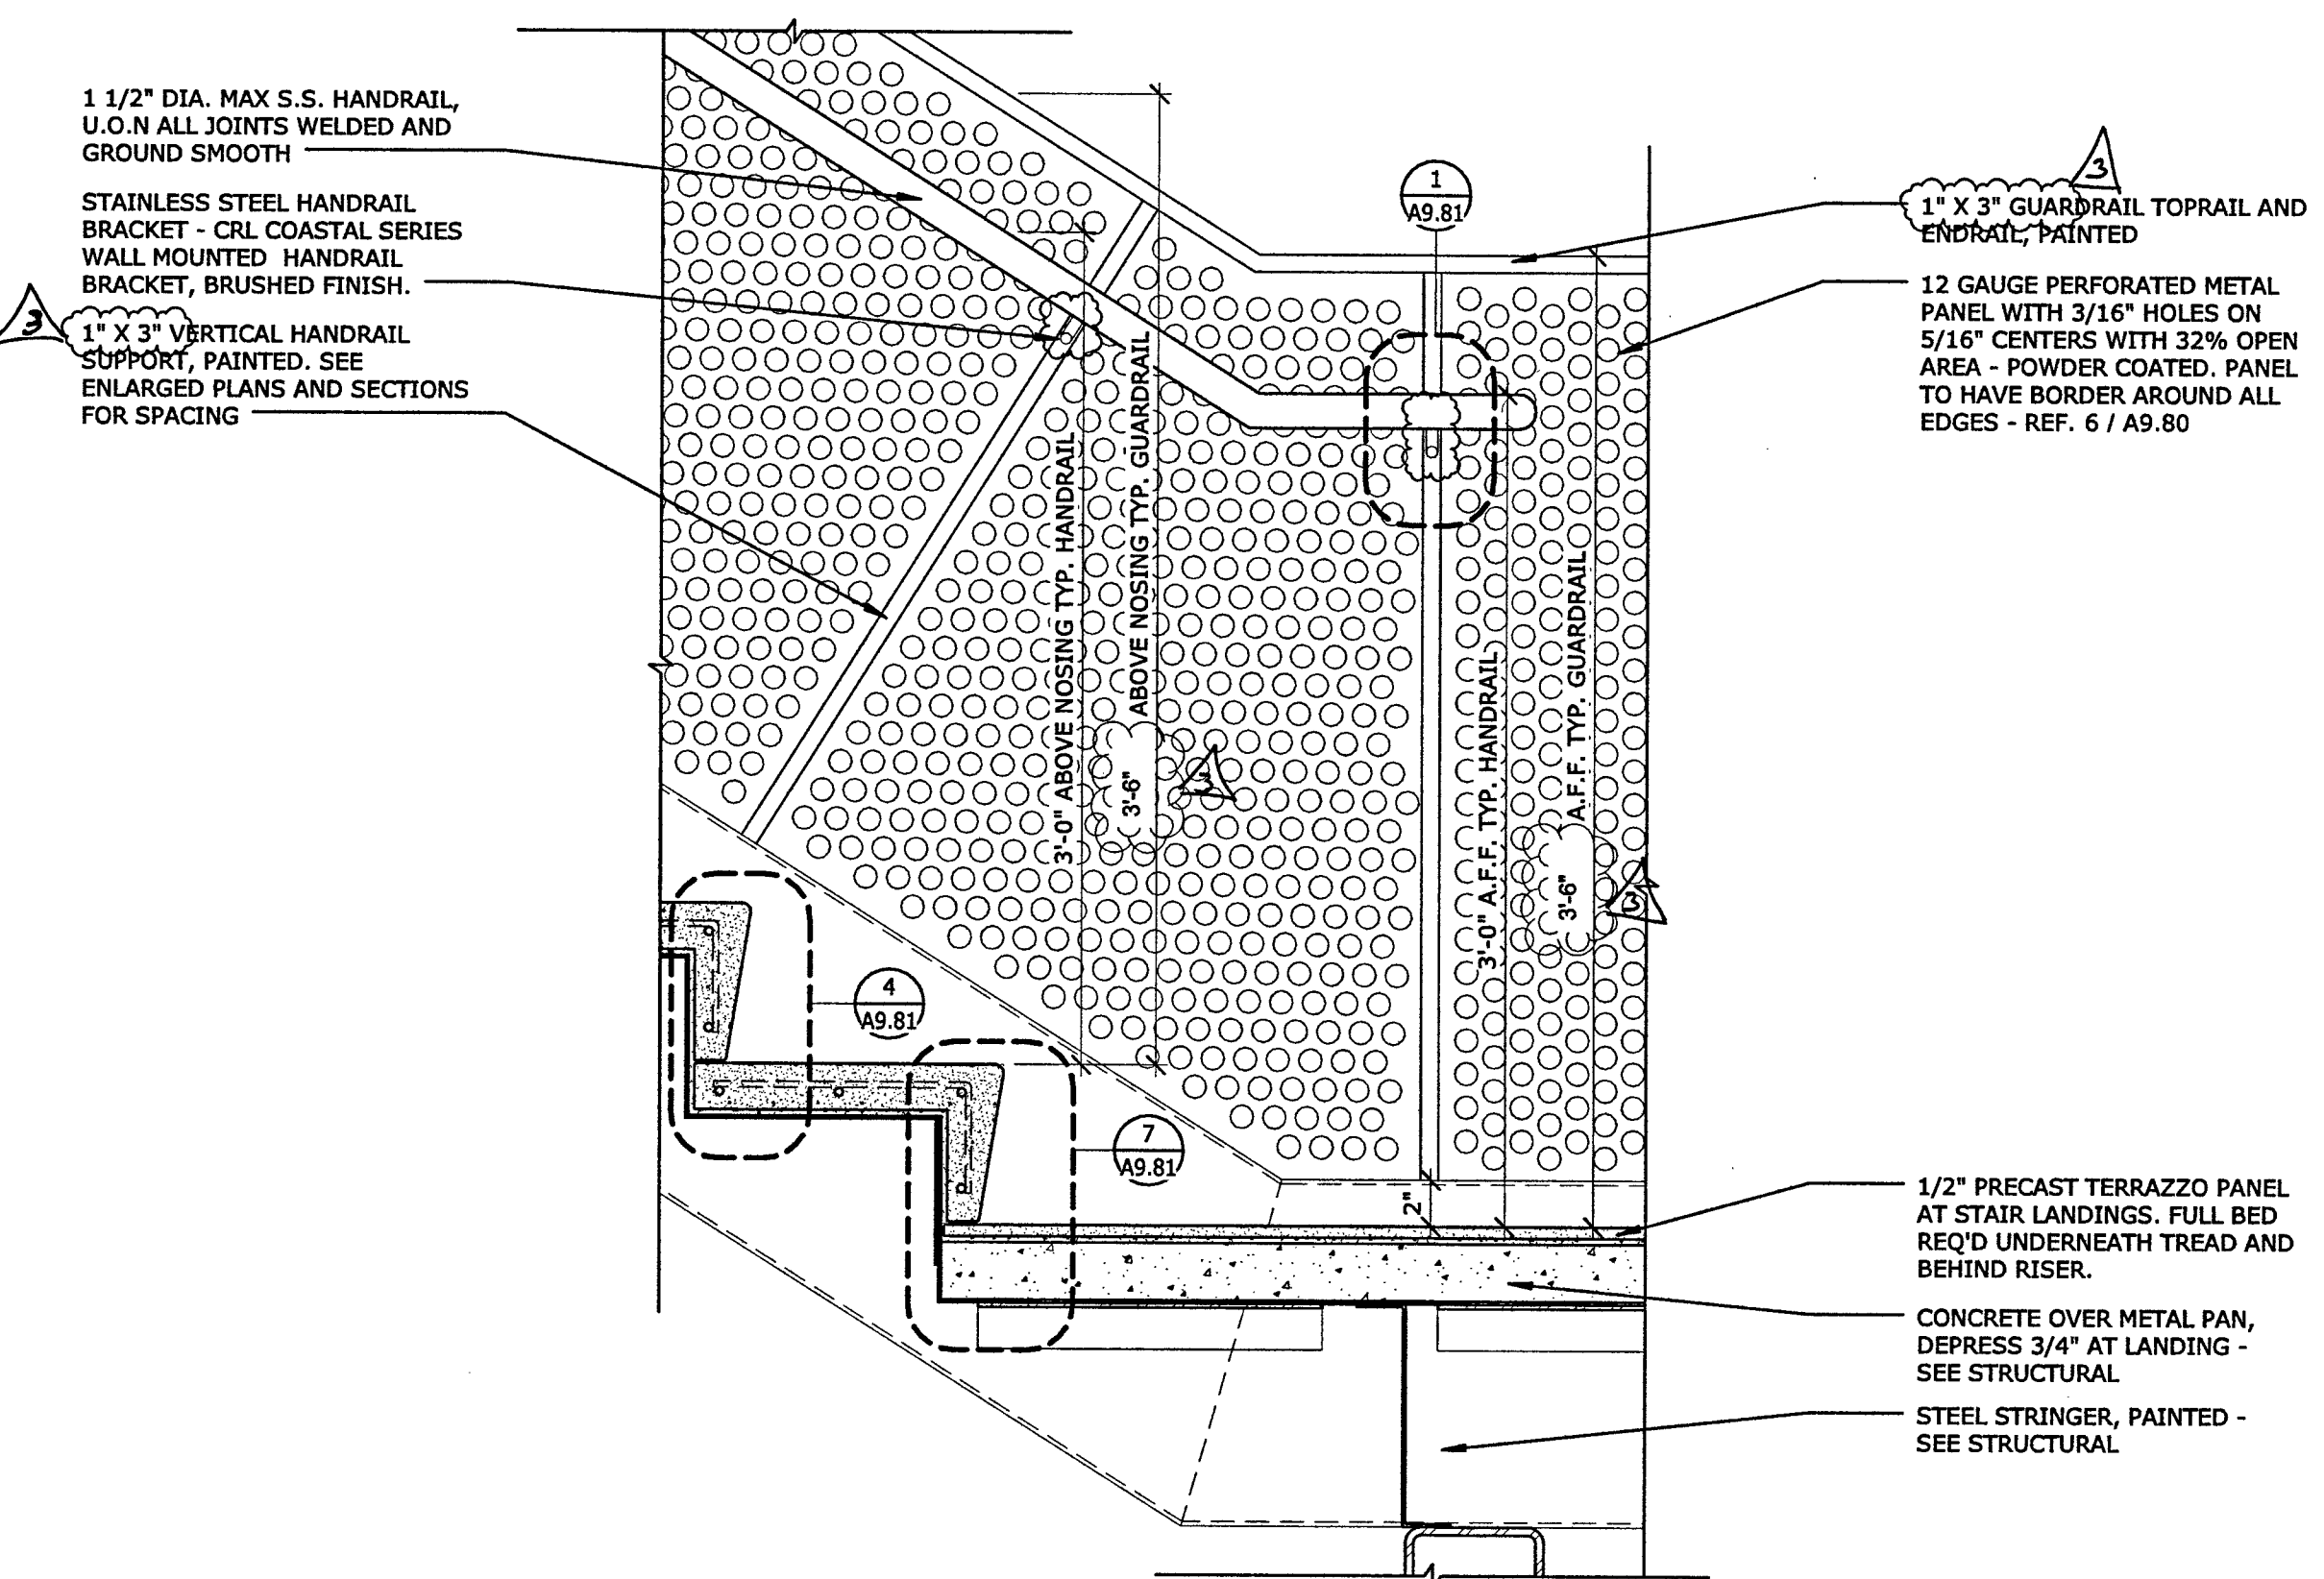 1 1/2" DIA. MAX S.S. HANDRAIL,
U.O.N ALL JOINTS WELDED AND
GROUND SMOOTH
STAINLESS STEEL HANDRAIL
BRACKET - CRL COASTAL SERIES
WALL MOUNTED HANDRAIL
BRACKET, BRUSHED FINISH.
3
1" X 3" VERTICAL HANDRAIL
SUPPORT, PAINTED. SEE
ENLARGED PLANS AND SECTIONS
FOR SPACING
3'-0" ABOVE NOSING TYP. HANDRAIL
3'-6" ABOVE NOSING TYP. GUARDRAIL
3
1
A9.81
3'-0" A.F.F. TYP. HANDRAIL
3'-6" A.F.F. TYP. GUARDRAIL
3
4
A9.81
7
A9.81
2"
3
1" X 3" GUARDRAIL TOPRAIL AND
ENDRAIL, PAINTED
12 GAUGE PERFORATED METAL
PANEL WITH 3/16" HOLES ON
5/16" CENTERS WITH 32% OPEN
AREA - POWDER COATED. PANEL
TO HAVE BORDER AROUND ALL
EDGES - REF. 6 / A9.80
1/2" PRECAST TERRAZZO PANEL
AT STAIR LANDINGS. FULL BED
REQ'D UNDERNEATH TREAD AND
BEHIND RISER.
CONCRETE OVER METAL PAN,
DEPRESS 3/4" AT LANDING -
SEE STRUCTURAL
STEEL STRINGER, PAINTED -
SEE STRUCTURAL